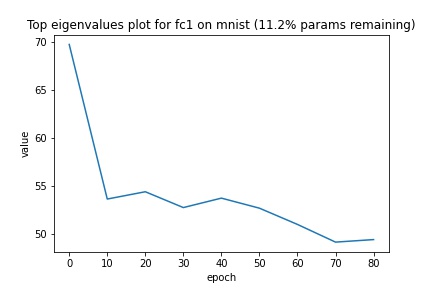 Top eigenvalues plot for fc1 on mnist (11.2% params remaining)
70
65
60
55
50
value
0 10 20 30 40 50 60 70 80
epoch